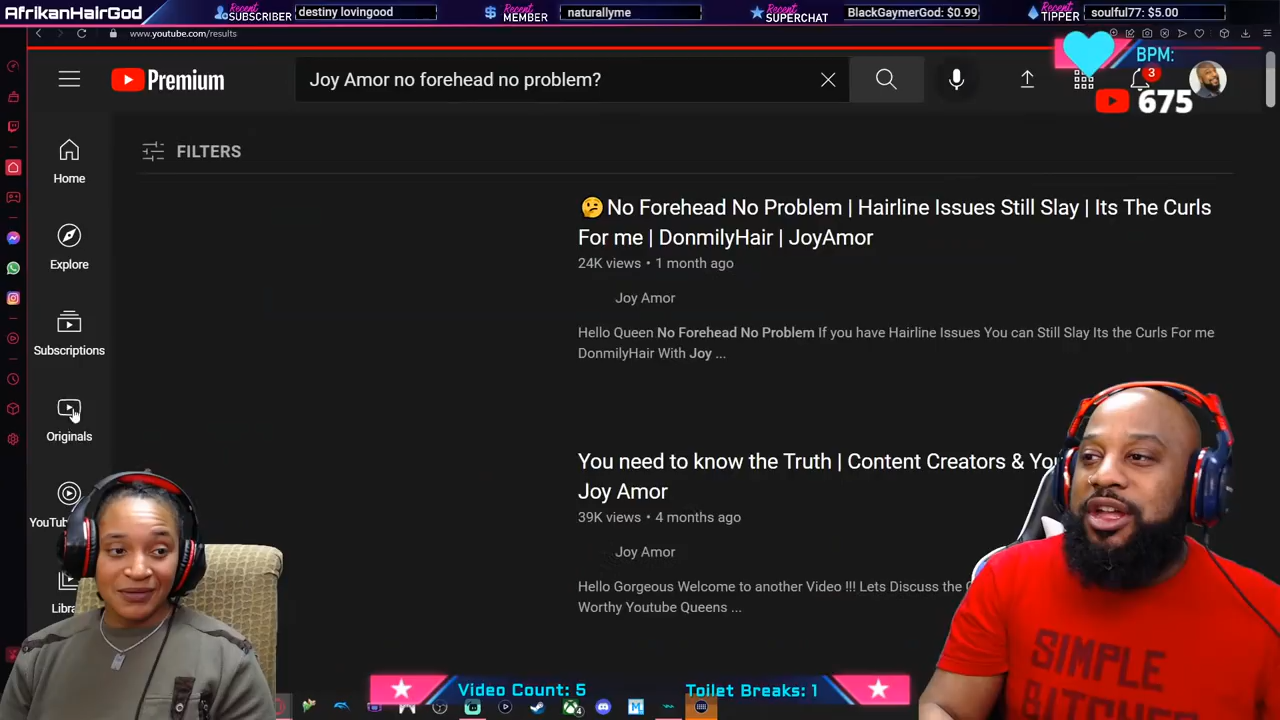 AfrikanHairGod
Recent SUBSCRIBER destiny lovingood
Recent MEMBER naturallyme
Recent SUPERCHAT BlackGaymerGod: $0.99
Recent TIPPER soulful77: $5.00
www.youtube.com/results
BPM:
Premium
Joy Amor no forehead no problem?
3
675
FILTERS
Home
Explore
Subscriptions
Originals
🤔No Forehead No Problem | Hairline Issues Still Slay | Its The Curls
For me | DonmilyHair | JoyAmor
24K views • 1 month ago
Joy Amor
Hello Queen No Forehead No Problem If you have Hairline Issues You can Still Slay Its the Curls For me
DonmilyHair With Joy ...
You need to know the Truth | Content Creators &
Joy Amor
39K views • 4 months ago
Joy Amor
Hello Gorgeous Welcome to another Video !!! Lets Discuss the
Worthy Youtube Queens ...
SIMPLE
Video Count: 5
Toilet Breaks: 1